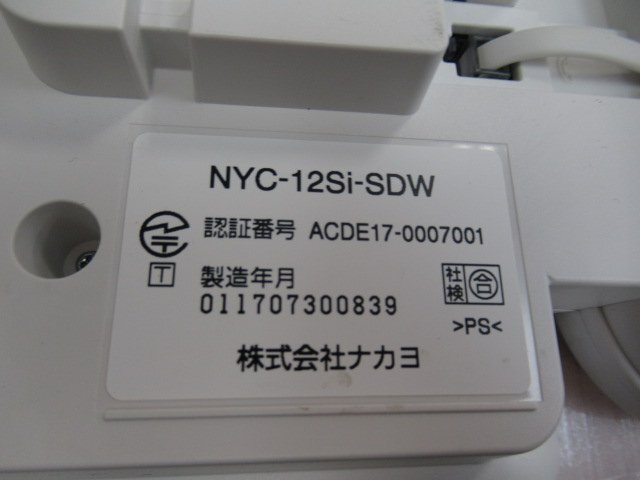 NYC-12Si-SDW
認証番号 ACDE17-0007001
T 製造年月
011707300839
社検 合
>PS<
株式会社ナカヨ